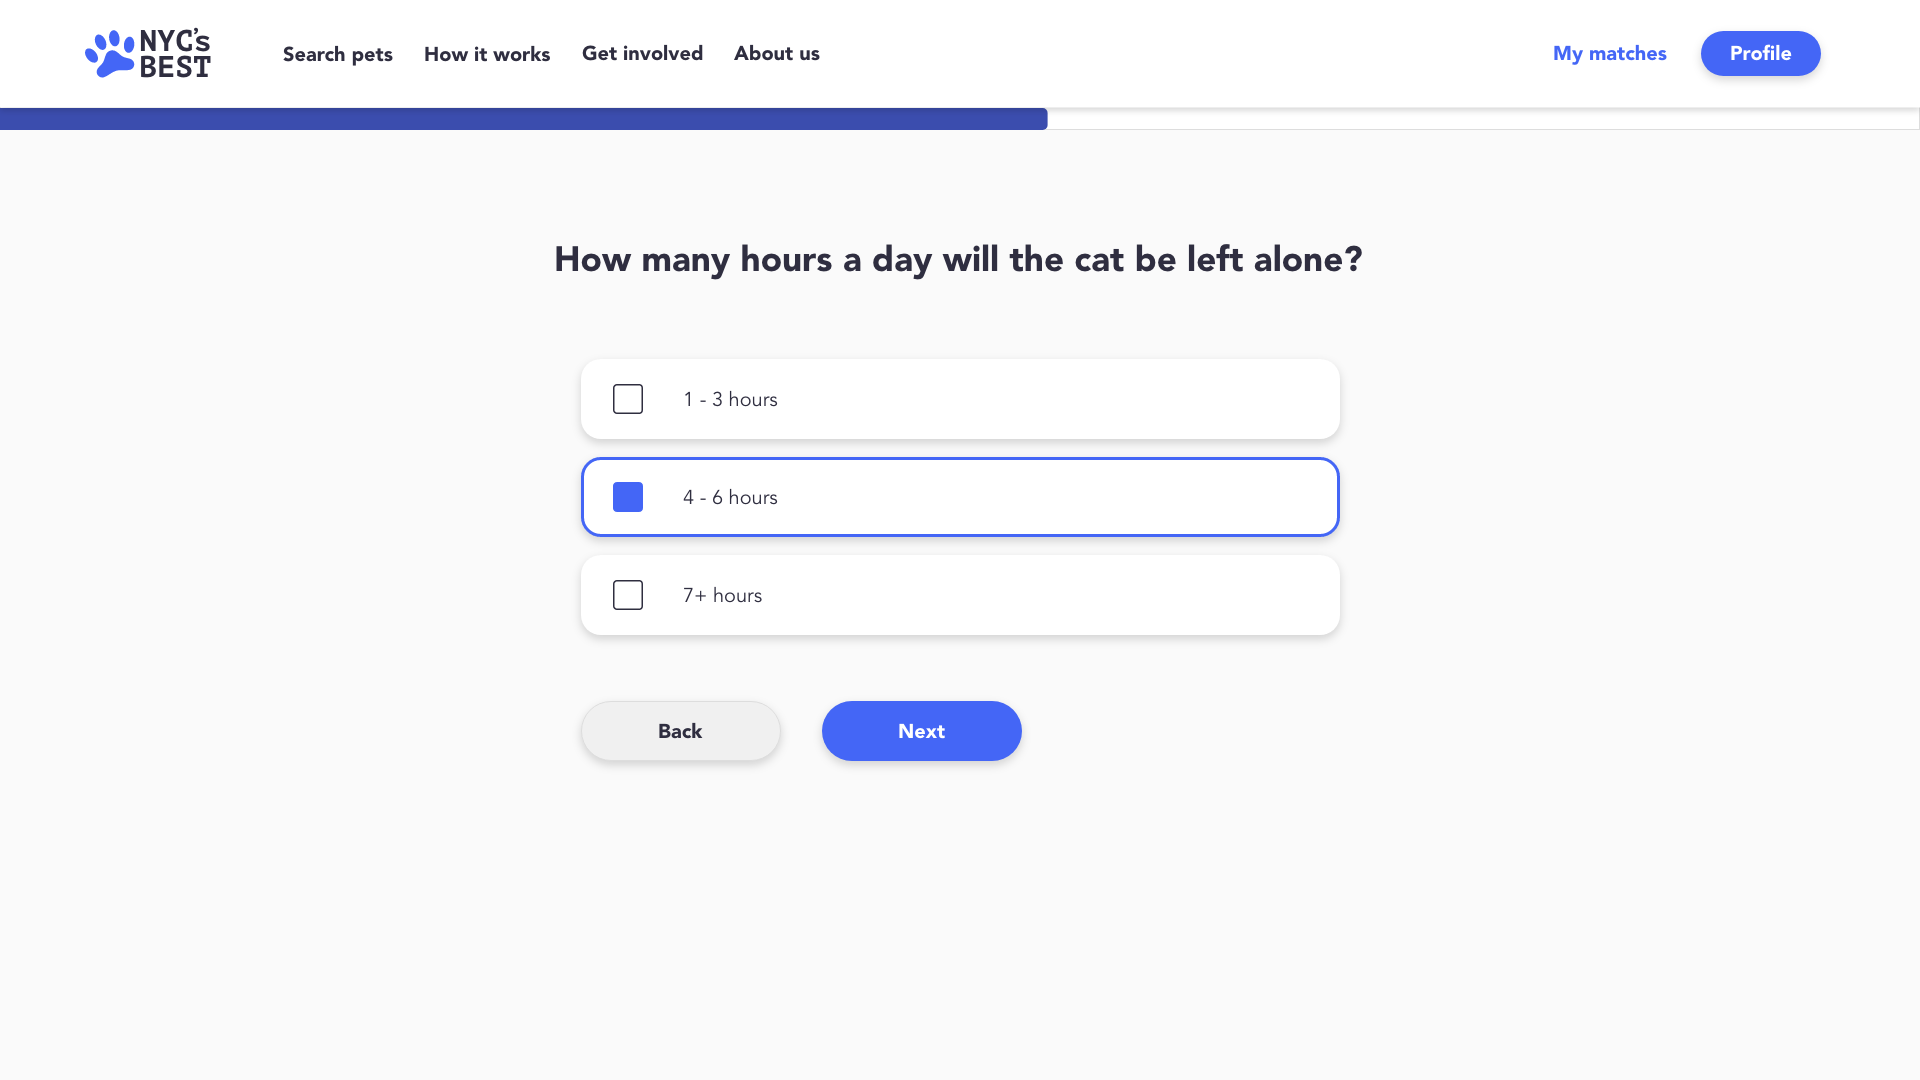 NYC's
BEST
Search pets
How it works
Get involved
About us
My matches
Profile
How many hours a day will the cat be left alone?
1 - 3 hours
4 - 6 hours
7+ hours
Back
Next